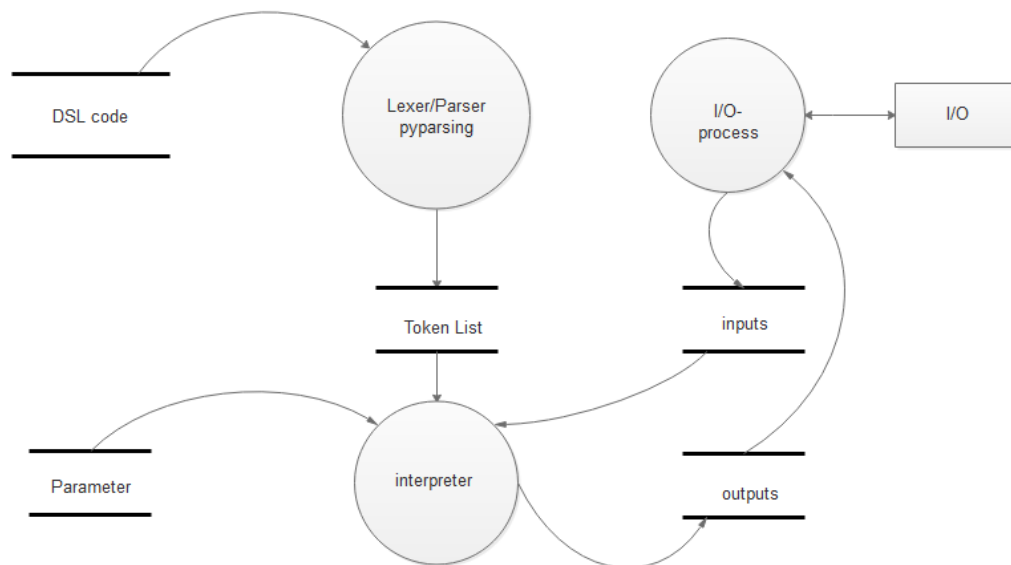 DSL code
Lexer/Parser
pyparsing
I/O-
process
I/O
Token List
inputs
Parameter
interpreter
outputs